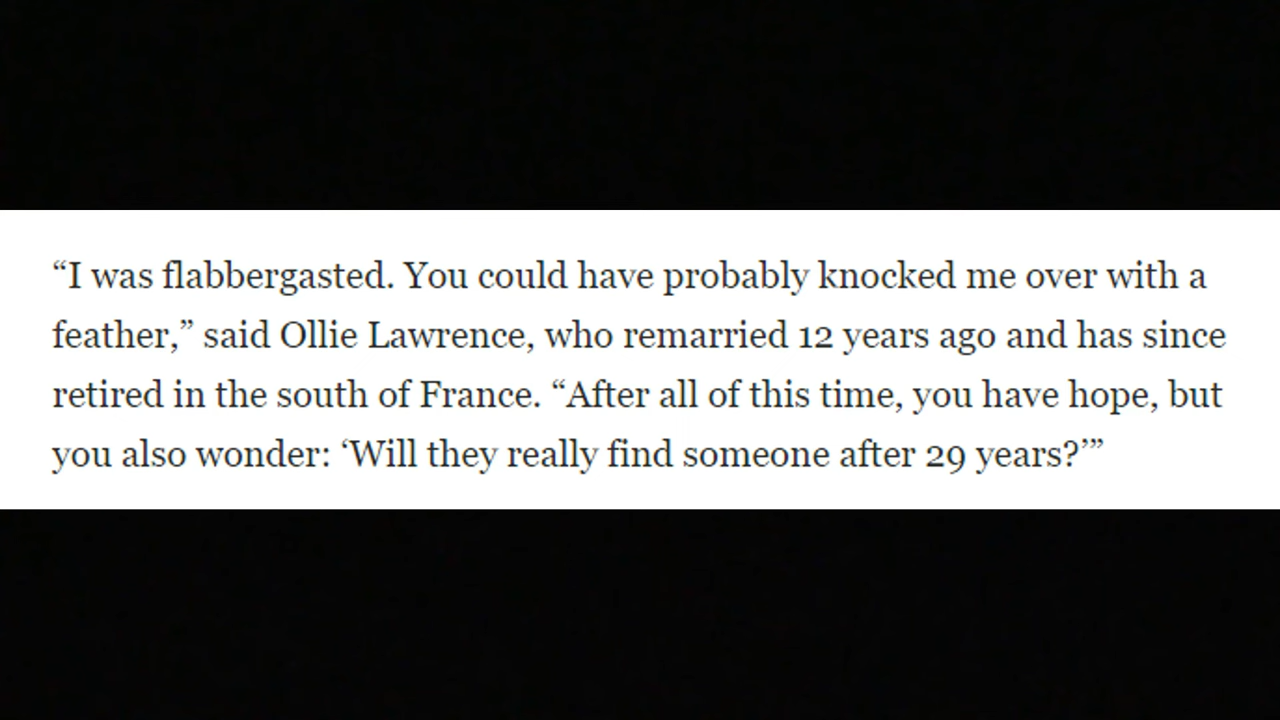 “I was flabbergasted. You could have probably knocked me over with a
feather,” said Ollie Lawrence, who remarried 12 years ago and has since
retired in the south of France. “After all of this time, you have hope, but
you also wonder: ‘Will they really find someone after 29 years?’”